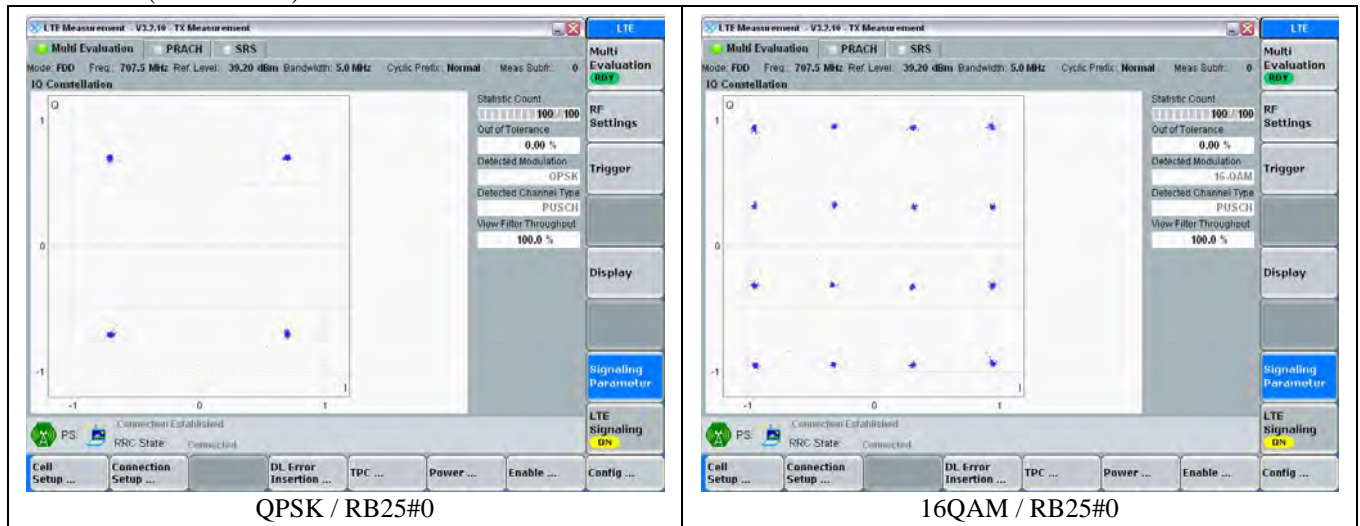 LTE Measurement - V3.2.10 - TX Measurement
LTE
Multi Evaluation PRACH SRS
Multi Evaluation RDY
Mode: FDD Freq.: 707.5 MHz Ref. Level: 39.20 dBm Bandwidth: 5.0 MHz Cyclic Prefix: Normal Meas Subfr.: 0
IQ Constellation
Q
1
0
-1
I
-1 0 1
Statistic Count
100 / 100
Out of Tolerance
0.00 %
Detected Modulation
QPSK
Detected Channel Type
PUSCH
View Filter Throughput
100.0 %
RF Settings
Trigger
Display
Signaling Parameter
LTE Signaling ON
PS Connection Established
RRC State: Connected
Cell Setup ... Connection Setup ... DL Error Insertion ... TPC ... Power ... Enable ... Config ...
QPSK / RB25#0
LTE Measurement - V3.2.10 - TX Measurement
LTE
Multi Evaluation PRACH SRS
Multi Evaluation RDY
Mode: FDD Freq.: 707.5 MHz Ref. Level: 39.20 dBm Bandwidth: 5.0 MHz Cyclic Prefix: Normal Meas Subfr.: 0
IQ Constellation
Q
1
0
-1
I
-1 0 1
Statistic Count
100 / 100
Out of Tolerance
0.00 %
Detected Modulation
16-QAM
Detected Channel Type
PUSCH
View Filter Throughput
100.0 %
RF Settings
Trigger
Display
Signaling Parameter
LTE Signaling ON
PS Connection Established
RRC State: Connected
Cell Setup ... Connection Setup ... DL Error Insertion ... TPC ... Power ... Enable ... Config ...
16QAM / RB25#0